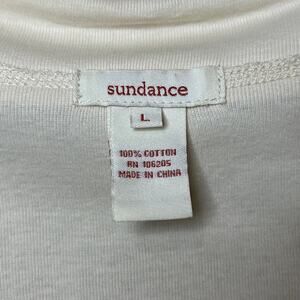 sundance
L
100% COTTON
RN 106205
MADE IN CHINA